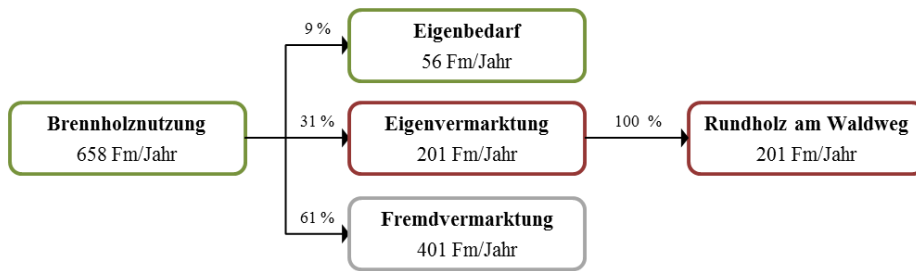 9 %
Eigenbedarf
56 Fm/Jahr
Brennholznutzung
658 Fm/Jahr
31 %
Eigenvermarktung
201 Fm/Jahr
100 %
Rundholz am Waldweg
201 Fm/Jahr
61 %
Fremdvermarktung
401 Fm/Jahr